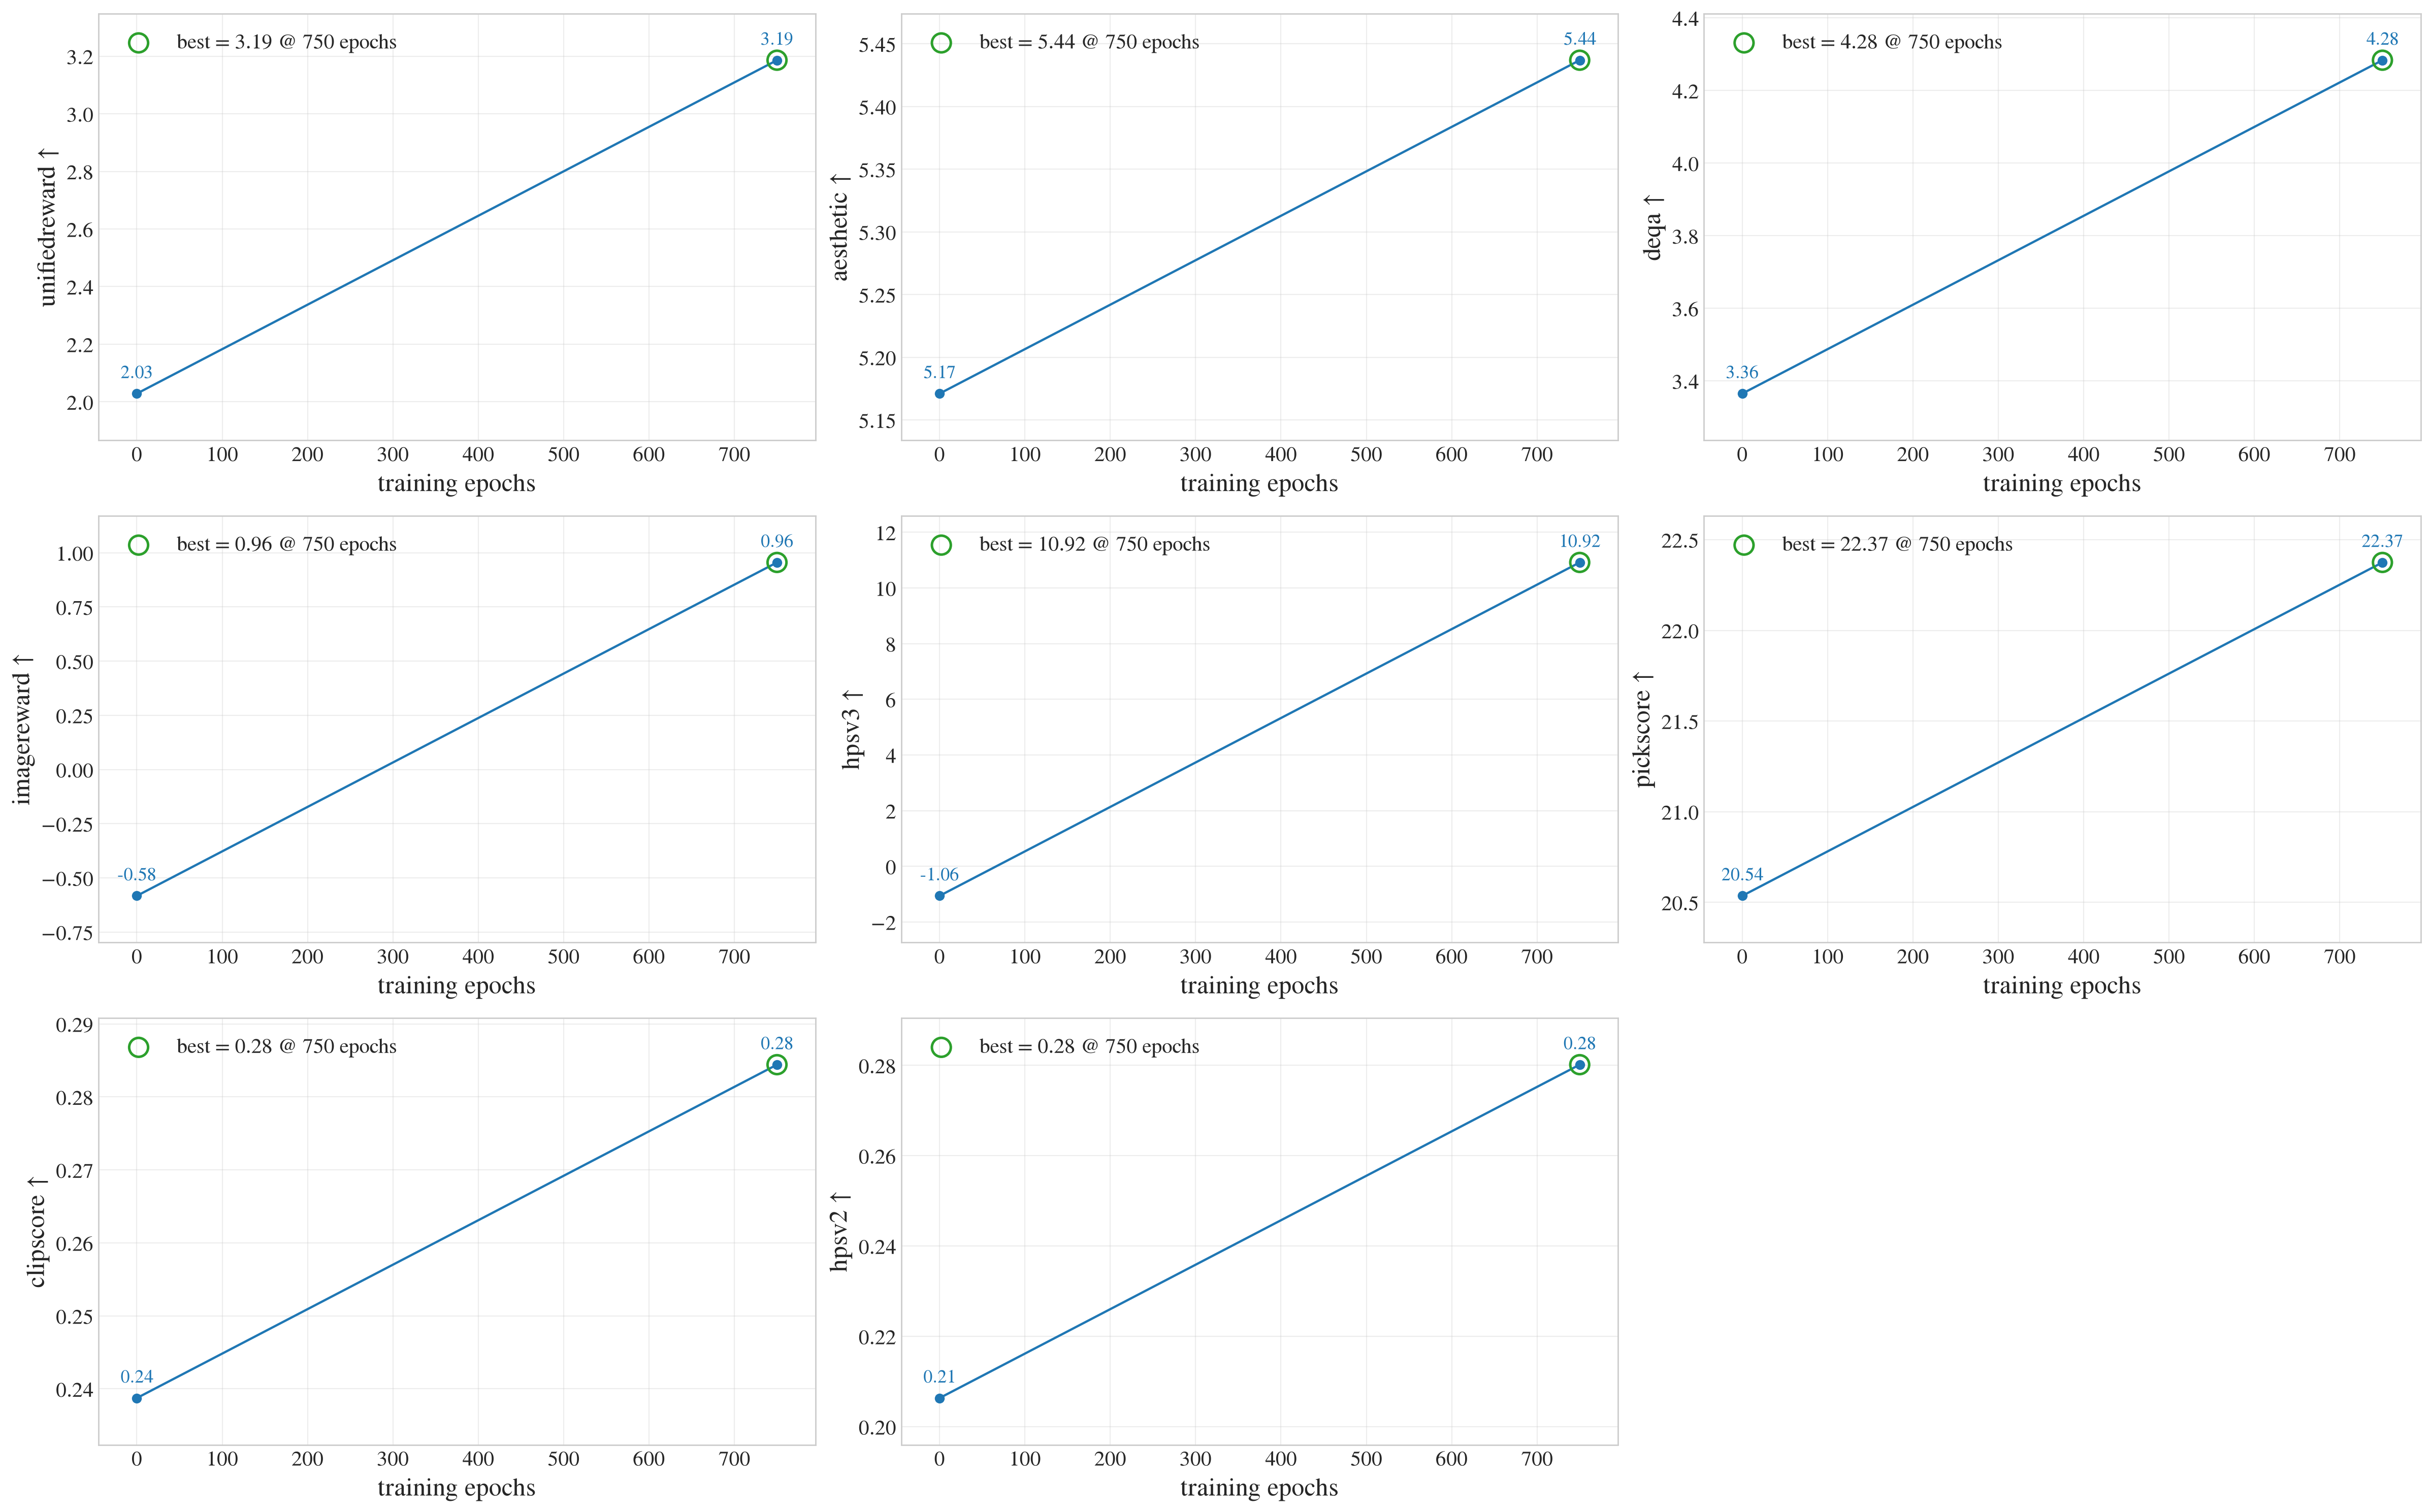 best = 3.19 @ 750 epochs
3.19
3.2
3.0
2.8
2.6
2.4
2.2
2.0
2.03
unifiedreward ↑
0 100 200 300 400 500 600 700
training epochs
best = 5.44 @ 750 epochs
5.44
5.45
5.40
5.35
5.30
5.25
5.20
5.15
5.17
aesthetic ↑
0 100 200 300 400 500 600 700
training epochs
best = 4.28 @ 750 epochs
4.28
4.4
4.2
4.0
3.8
3.6
3.4
3.36
deqa ↑
0 100 200 300 400 500 600 700
training epochs
best = 0.96 @ 750 epochs
0.96
1.00
0.75
0.50
0.25
0.00
−0.25
−0.50
−0.75
-0.58
imagereward ↑
0 100 200 300 400 500 600 700
training epochs
best = 10.92 @ 750 epochs
10.92
12
10
8
6
4
2
0
−2
-1.06
hpsv3 ↑
0 100 200 300 400 500 600 700
training epochs
best = 22.37 @ 750 epochs
22.37
22.5
22.0
21.5
21.0
20.5
20.54
pickscore ↑
0 100 200 300 400 500 600 700
training epochs
best = 0.28 @ 750 epochs
0.28
0.29
0.28
0.27
0.26
0.25
0.24
0.24
clipscore ↑
0 100 200 300 400 500 600 700
training epochs
best = 0.28 @ 750 epochs
0.28
0.28
0.26
0.24
0.22
0.20
0.21
hpsv2 ↑
0 100 200 300 400 500 600 700
training epochs